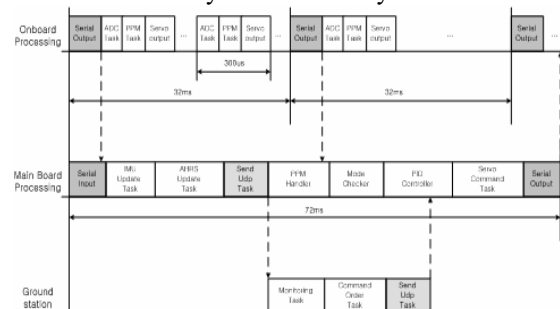 Onboard
Processing
Serial
Output
ADC
Task
PPM
Task
Servo
output
...
ADC
Task
PPM
Task
Servo
output
...
Serial
Output
ADC
Task
PPM
Task
Servo
output
...
Serial
Output
...
300us
32ms
32ms
Main Board
Processing
Serial
Input
IMU
Update
Task
AHRS
Update
Task
Send
Udp
Task
PPM
Handler
Mode
Checker
PID
Controller
Servo
Command
Task
Serial
Output
72ms
Ground
station
Monitoring
Task
Command
Order
Task
Send
Udp
Task